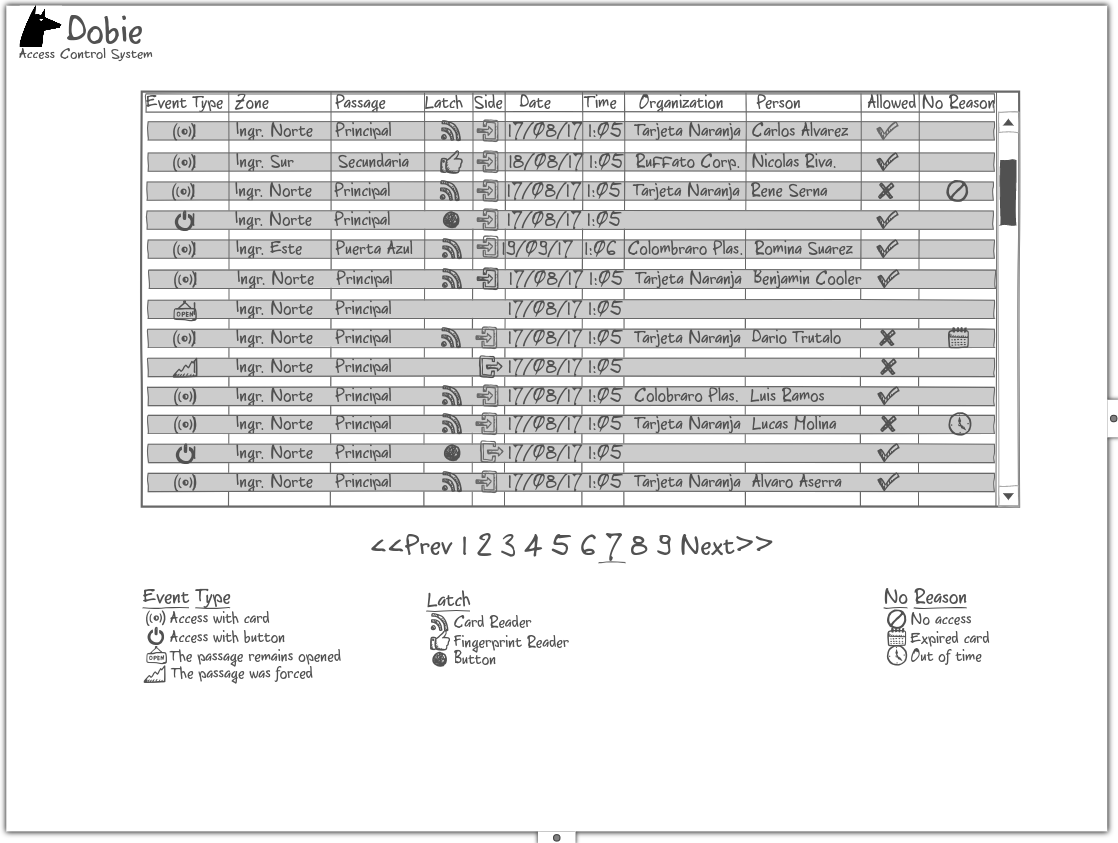 Dobie
Access Control System
Event Type Zone Passage Latch Side Date Time Organization Person Allowed No Reason
Ingr. Norte Principal 17/08/17 1:05 Tarjeta Naranja Carlos Alvarez
Ingr. Sur Secundaria 18/08/17 1:05 Ruffato Corp. Nicolas Riva.
Ingr. Norte Principal 17/08/17 1:05 Tarjeta Naranja Rene Serna
Ingr. Norte Principal 17/08/17 1:05
Ingr. Este Puerta Azul 19/09/17 1:06 Colombraro Plas. Romina Suarez
Ingr. Norte Principal 17/08/17 1:05 Tarjeta Naranja Benjamin Cooler
OPEN Ingr. Norte Principal 17/08/17 1:05
Ingr. Norte Principal 17/08/17 1:05 Tarjeta Naranja Dario Trutalo
Ingr. Norte Principal 17/08/17 1:05
Ingr. Norte Principal 17/08/17 1:05 Colobraro Plas. Luis Ramos
Ingr. Norte Principal 17/08/17 1:05 Tarjeta Naranja Lucas Molina
Ingr. Norte Principal 17/08/17 1:05
Ingr. Norte Principal 17/08/17 1:05 Tarjeta Naranja Alvaro Aserra
<<Prev 1 2 3 4 5 6 7 8 9 Next>>
Event Type
Access with card
Access with button
OPEN The passage remains opened
The passage was forced
Latch
Card Reader
Fingerprint Reader
Button
No Reason
No access
Expired card
Out of time